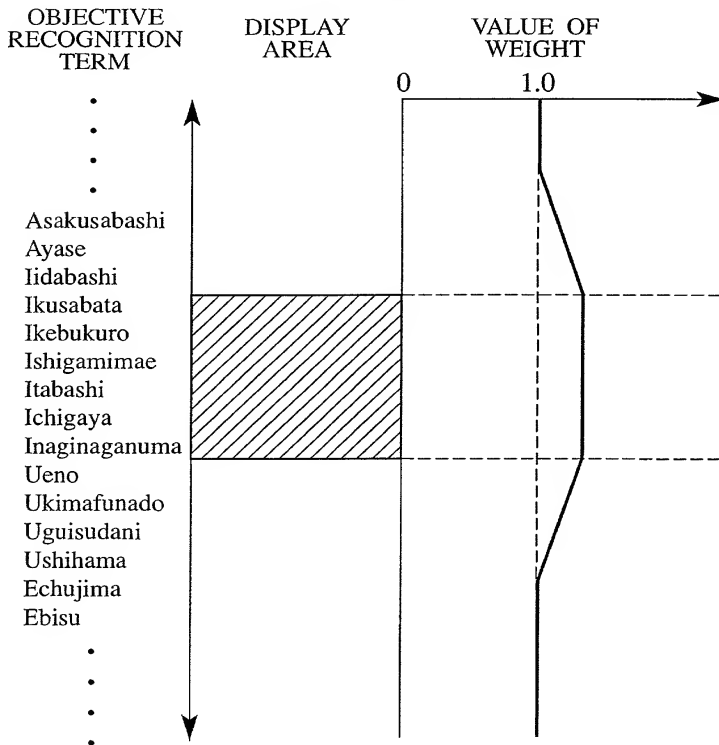 OBJECTIVE
RECOGNITION
TERM
DISPLAY
AREA
VALUE OF
WEIGHT
0
1.0
Asakusabashi
Ayase
Iidabashi
Ikusabata
Ikebukuro
Ishigamimae
Itabashi
Ichigaya
Inaginaganuma
Ueno
Ukimafunado
Uguisudani
Ushihama
Echujima
Ebisu